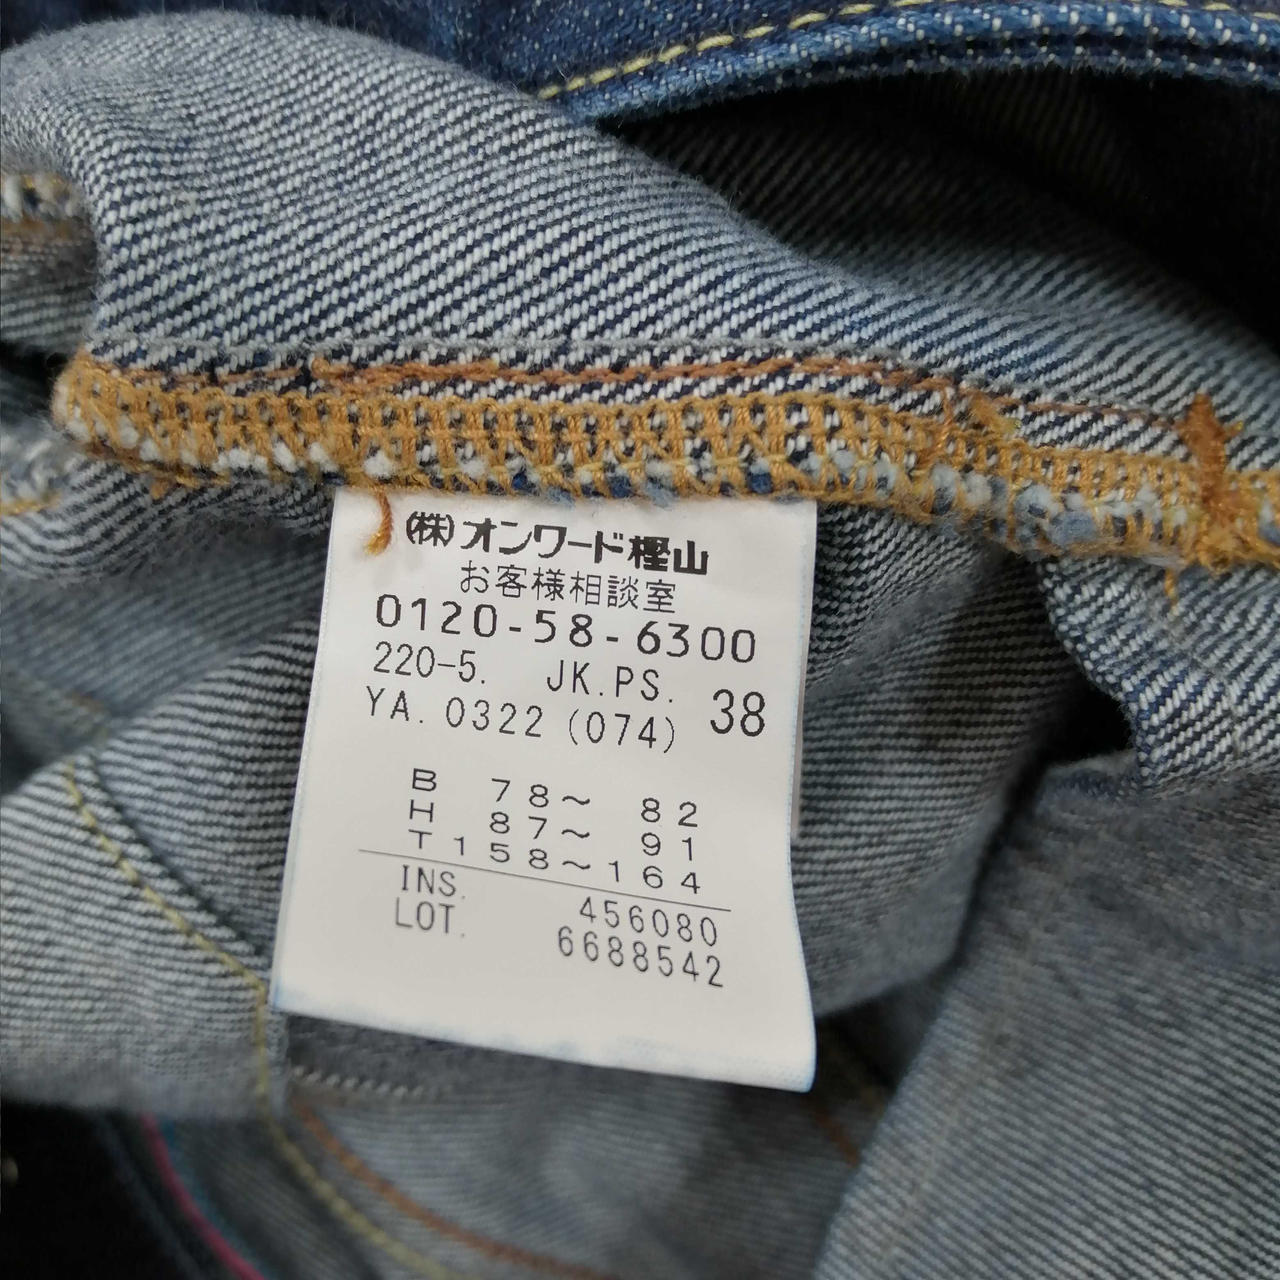 (株)オンワード樫山
お客様相談室
0120-58-6300
220-5. JK.PS. 38
YA. 0322 (074)
B 78~ 82
H 87~ 91
T 158~164
INS. 456080
LOT. 6688542